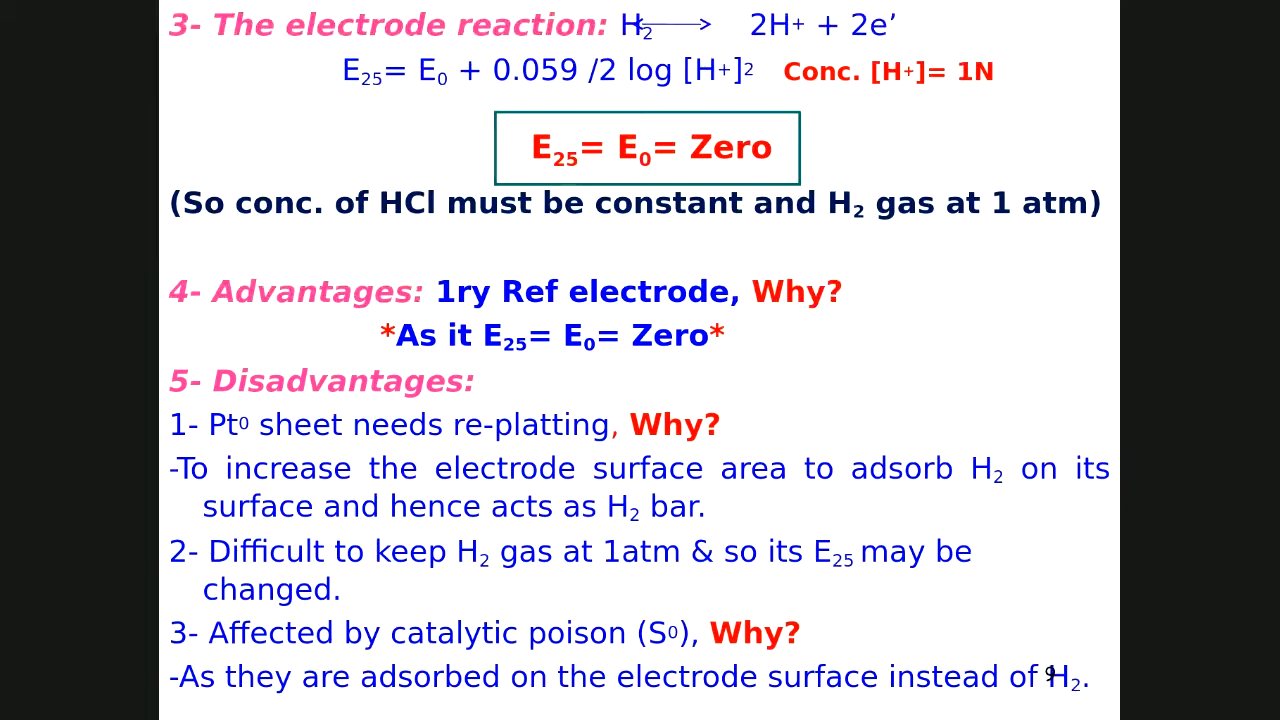 3- The electrode reaction: H₂ ⟷ 2H⁺ + 2e’
E₂₅= E₀ + 0.059 /2 log [H⁺]² Conc. [H⁺]= 1N
E₂₅= E₀= Zero
(So conc. of HCl must be constant and H₂ gas at 1 atm)
4- Advantages: 1ry Ref electrode, Why?
*As it E₂₅= E₀= Zero*
5- Disadvantages:
1- Pt⁰ sheet needs re-platting, Why?
-To increase the electrode surface area to adsorb H₂ on its
surface and hence acts as H₂ bar.
2- Difficult to keep H₂ gas at 1atm & so its E₂₅ may be
changed.
3- Affected by catalytic poison (S⁰), Why?
-As they are adsorbed on the electrode surface instead of H₂.
9